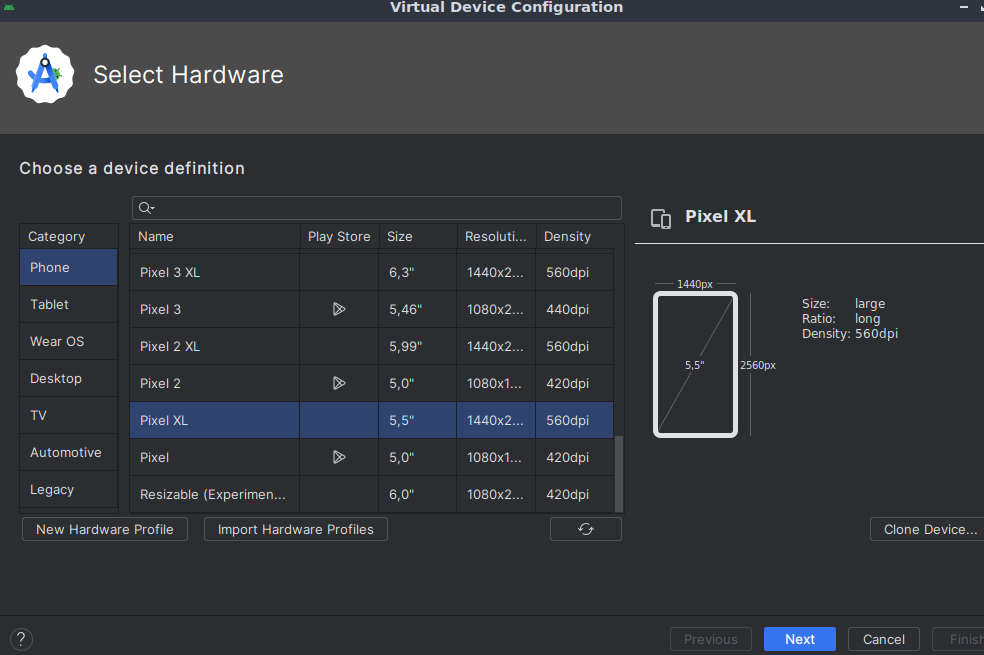 Virtual Device Configuration
Select Hardware
Choose a device definition
Category
Phone
Tablet
Wear OS
Desktop
TV
Automotive
Legacy
Name Play Store Size Resoluti... Density
Pixel 3 XL 6,3" 1440x2... 560dpi
Pixel 3 5,46" 1080x2... 440dpi
Pixel 2 XL 5,99" 1440x2... 560dpi
Pixel 2 5,0" 1080x1... 420dpi
Pixel XL 5,5" 1440x2... 560dpi
Pixel 5,0" 1080x1... 420dpi
Resizable (Experimen... 6,0" 1080x2... 420dpi
New Hardware Profile Import Hardware Profiles
Pixel XL
1440px
5,5"
2560px
Size: large
Ratio: long
Density: 560dpi
Clone Device...
? Previous Next Cancel Finish